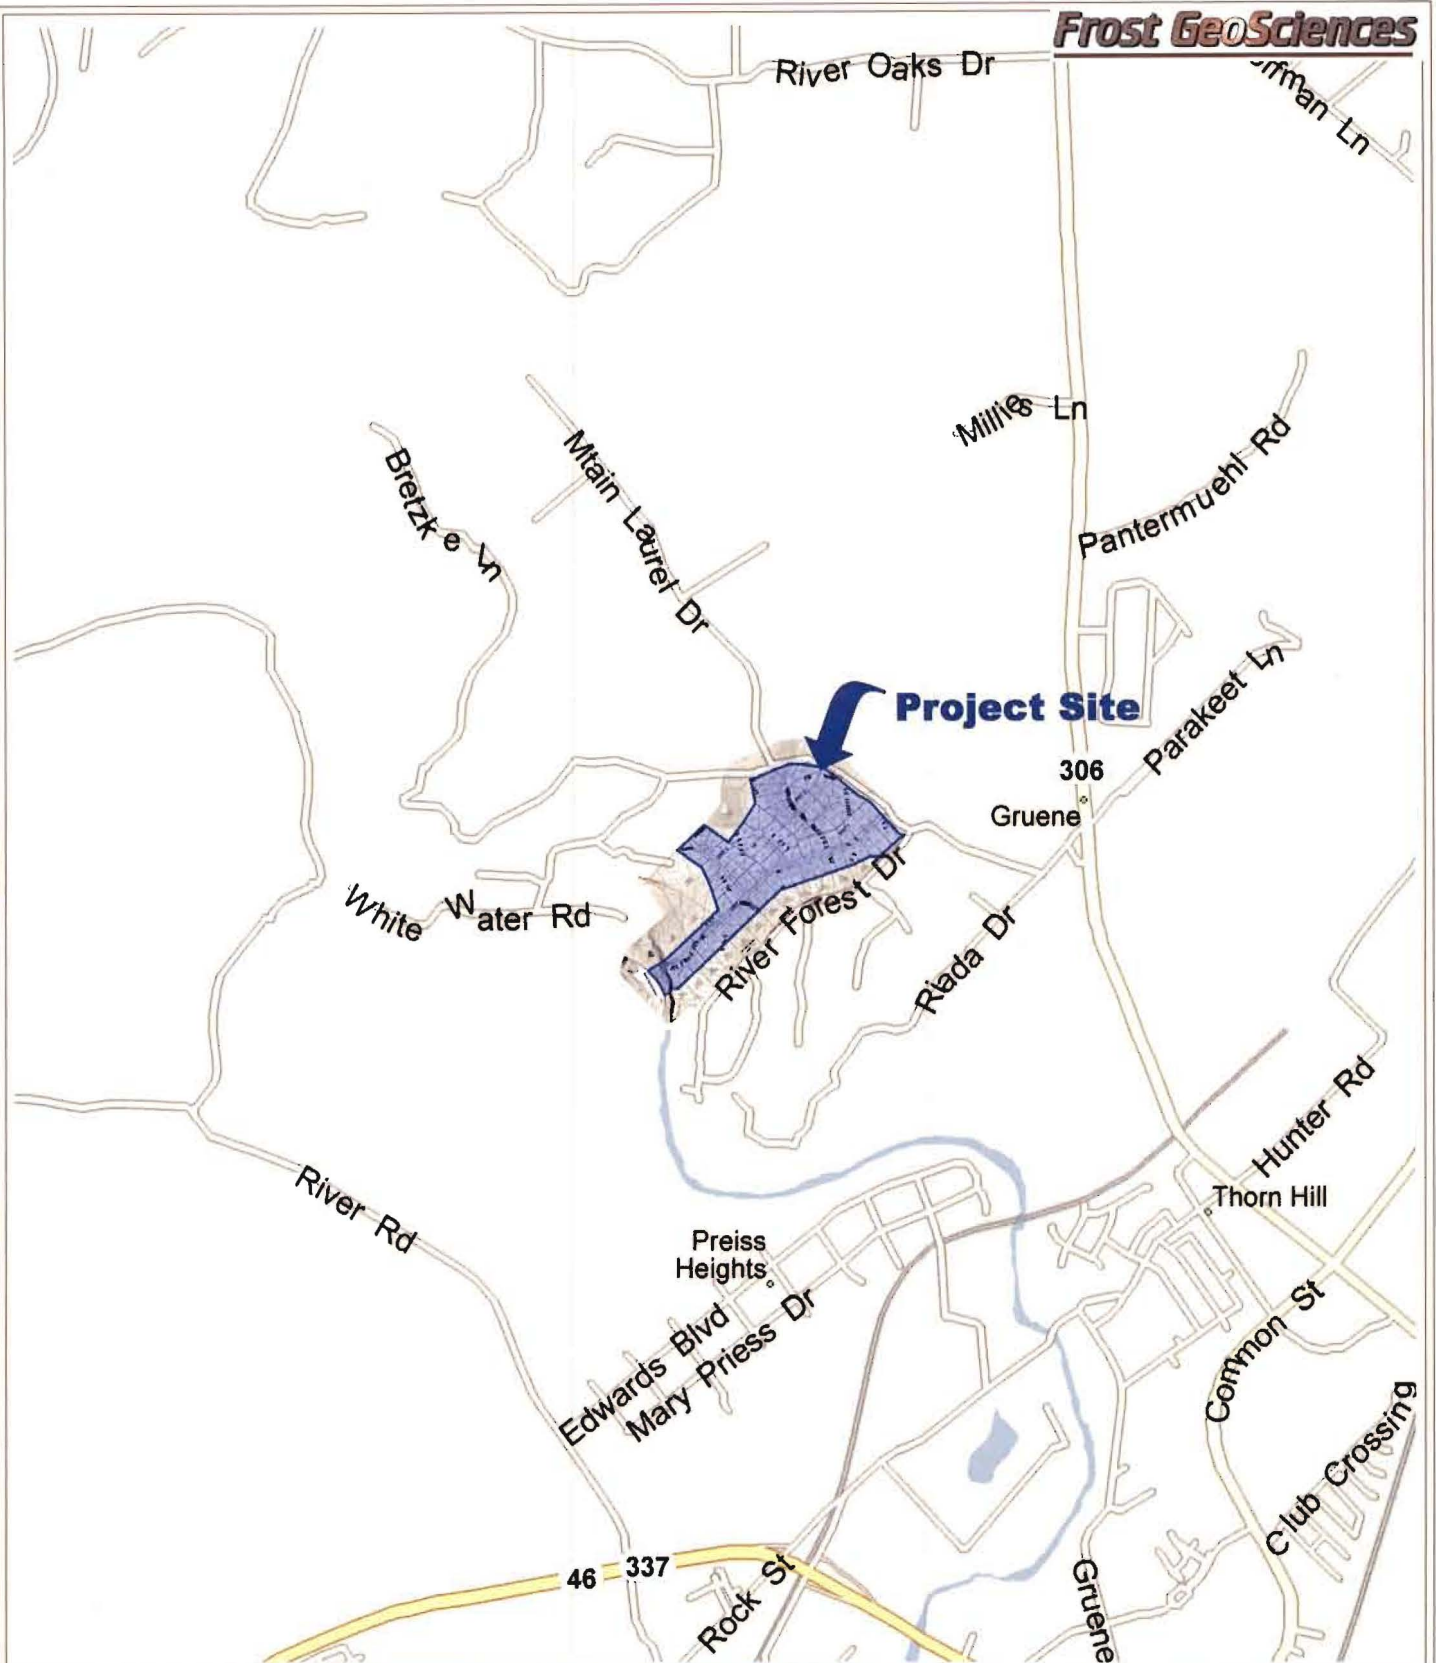 Frost GeoSciences
River Oaks Dr
Ln
Millies Ln
Pantermuehl Rd
Mtain Laurel Dr
Bretzke Ln
Parakeet Ln
Project Site
306
Gruene
White Water Rd
River Forest Dr
Riada Dr
Hunter Rd
River Rd
Thorn Hill
Preiss
Heights
Edwards Blvd
Mary Priess Dr
Common St
Club Crossing
46 337
Rock St
Gruene